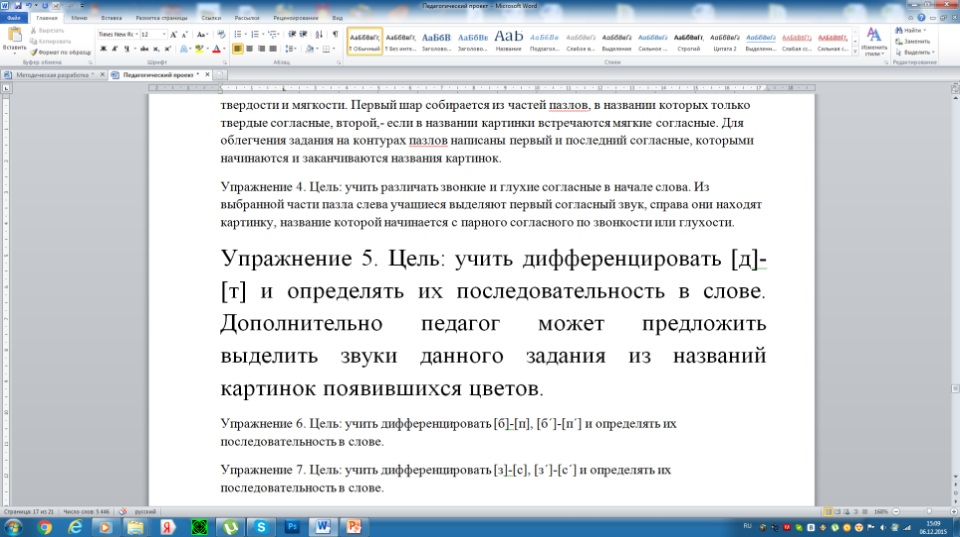 Педагогический проект - Microsoft Word
Файл Главная Вставка Разметка страницы Ссылки Рассылки Рецензирование Вид
Вставить Вырезать Копировать Формат по образцу
Times New Ro 12
АаБбВвГг АаБбВвГг АаБбВ АаБбВв АаБ АаБбВв АаБбВвГг АаБбВвГг АаБбВвГг АаБбВвГг АаБбВвГг АаБбВвГг АаБбВвГг АаБбВвГг
¶ Обычный ¶ Без инте... Заголово... Заголово... Название Подзагол... Слабое в... Выделение Сильное ... Строгий Цитата 2 Выделенн... Слабая сс... Сильная с...
Изменить стили
Найти
Заменить
Выделить
Буфер обмена Шрифт Абзац Стили Редактирование
Методическая разработка * Педагогический проект *
твердости и мягкости. Первый шар собирается из частей пазлов, в названии которых только
твердые согласные, второй,- если в названии картинки встречаются мягкие согласные. Для
облегчения задания на контурах пазлов написаны первый и последний согласные, которыми
начинаются и заканчиваются названия картинок.
Упражнение 4. Цель: учить различать звонкие и глухие согласные в начале слова. Из
выбранной части пазла слева учащиеся выделяют первый согласный звук, справа они находят
картинку, название которой начинается с парного согласного по звонкости или глухости.
Упражнение 5. Цель: учить дифференцировать [д]-
[т] и определять их последовательность в слове.
Дополнительно педагог может предложить
выделить звуки данного задания из названий
картинок появившихся цветов.
Упражнение 6. Цель: учить дифференцировать [б]-[п], [б´]-[п´] и определять их
последовательность в слове.
Упражнение 7. Цель: учить дифференцировать [з]-[с], [з´]-[с´] и определять их
последовательность в слове.
Страница: 17 из 21 Число слов: 5 446 русский 168%
RU 15:09
06.12.2015